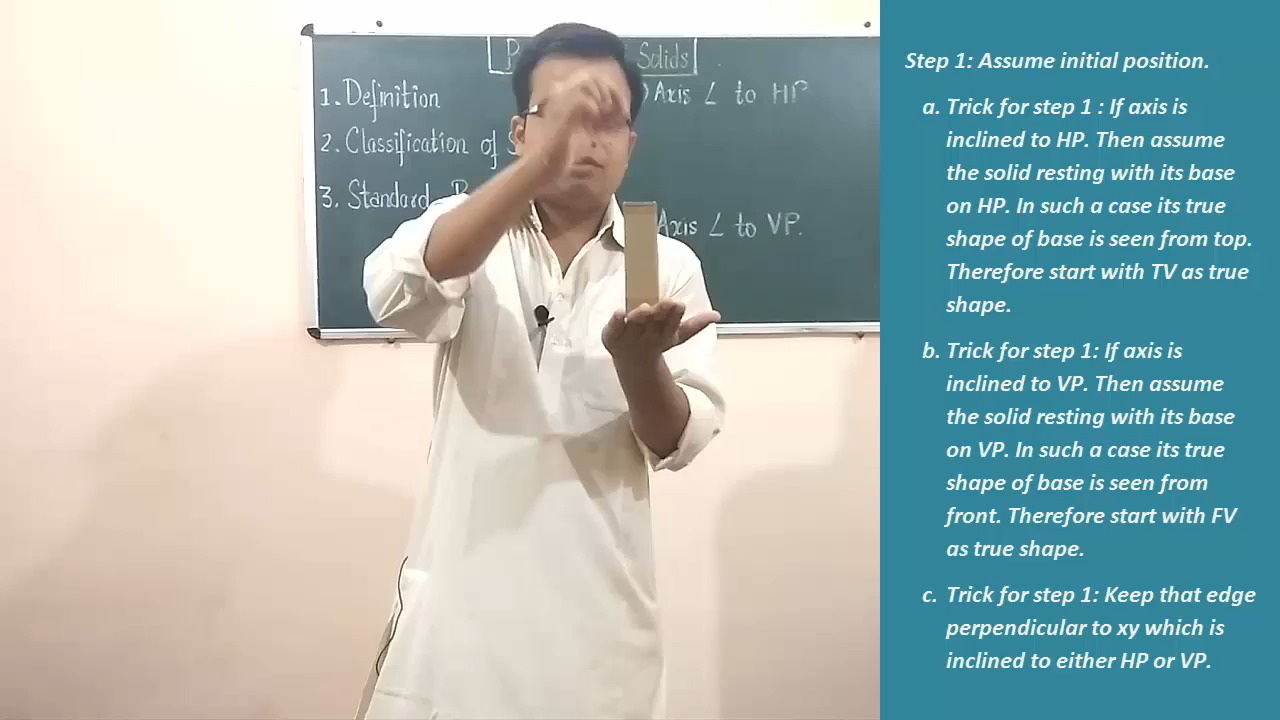 Solids
1. Definition
2. Classification of
3. Standard
) Axis ∠ to HP
Axis ∠ to VP.
Step 1: Assume initial position.
a. Trick for step 1 : If axis is
inclined to HP. Then assume
the solid resting with its base
on HP. In such a case its true
shape of base is seen from top.
Therefore start with TV as true
shape.
b. Trick for step 1: If axis is
inclined to VP. Then assume
the solid resting with its base
on VP. In such a case its true
shape of base is seen from
front. Therefore start with FV
as true shape.
c. Trick for step 1: Keep that edge
perpendicular to xy which is
inclined to either HP or VP.